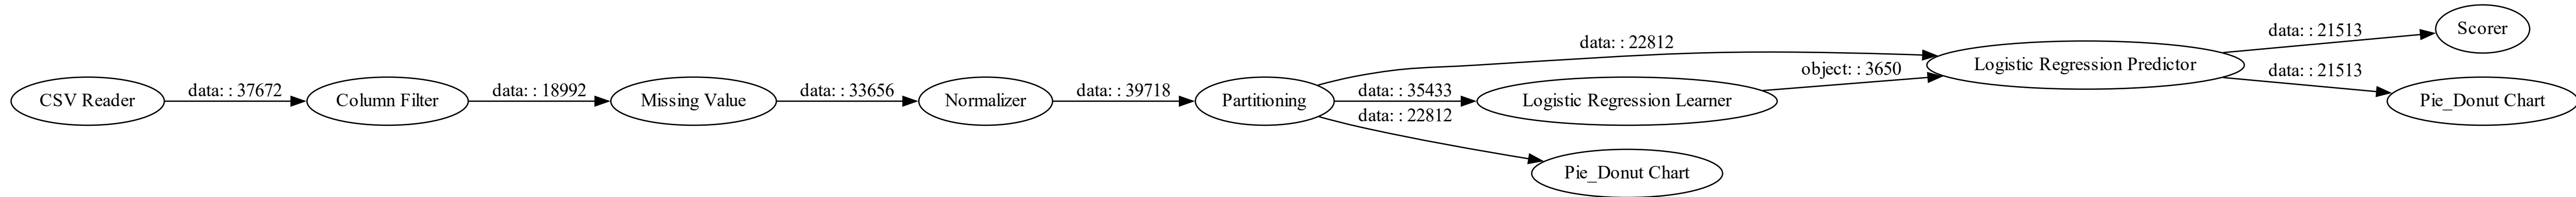 CSV Reader
data: : 37672
Column Filter
data: : 18992
Missing Value
data: : 33656
Normalizer
data: : 39718
Partitioning
data: : 22812
data: : 35433
data: : 22812
Logistic Regression Learner
Pie_Donut Chart
object: : 3650
Logistic Regression Predictor
data: : 21513
data: : 21513
Scorer
Pie_Donut Chart